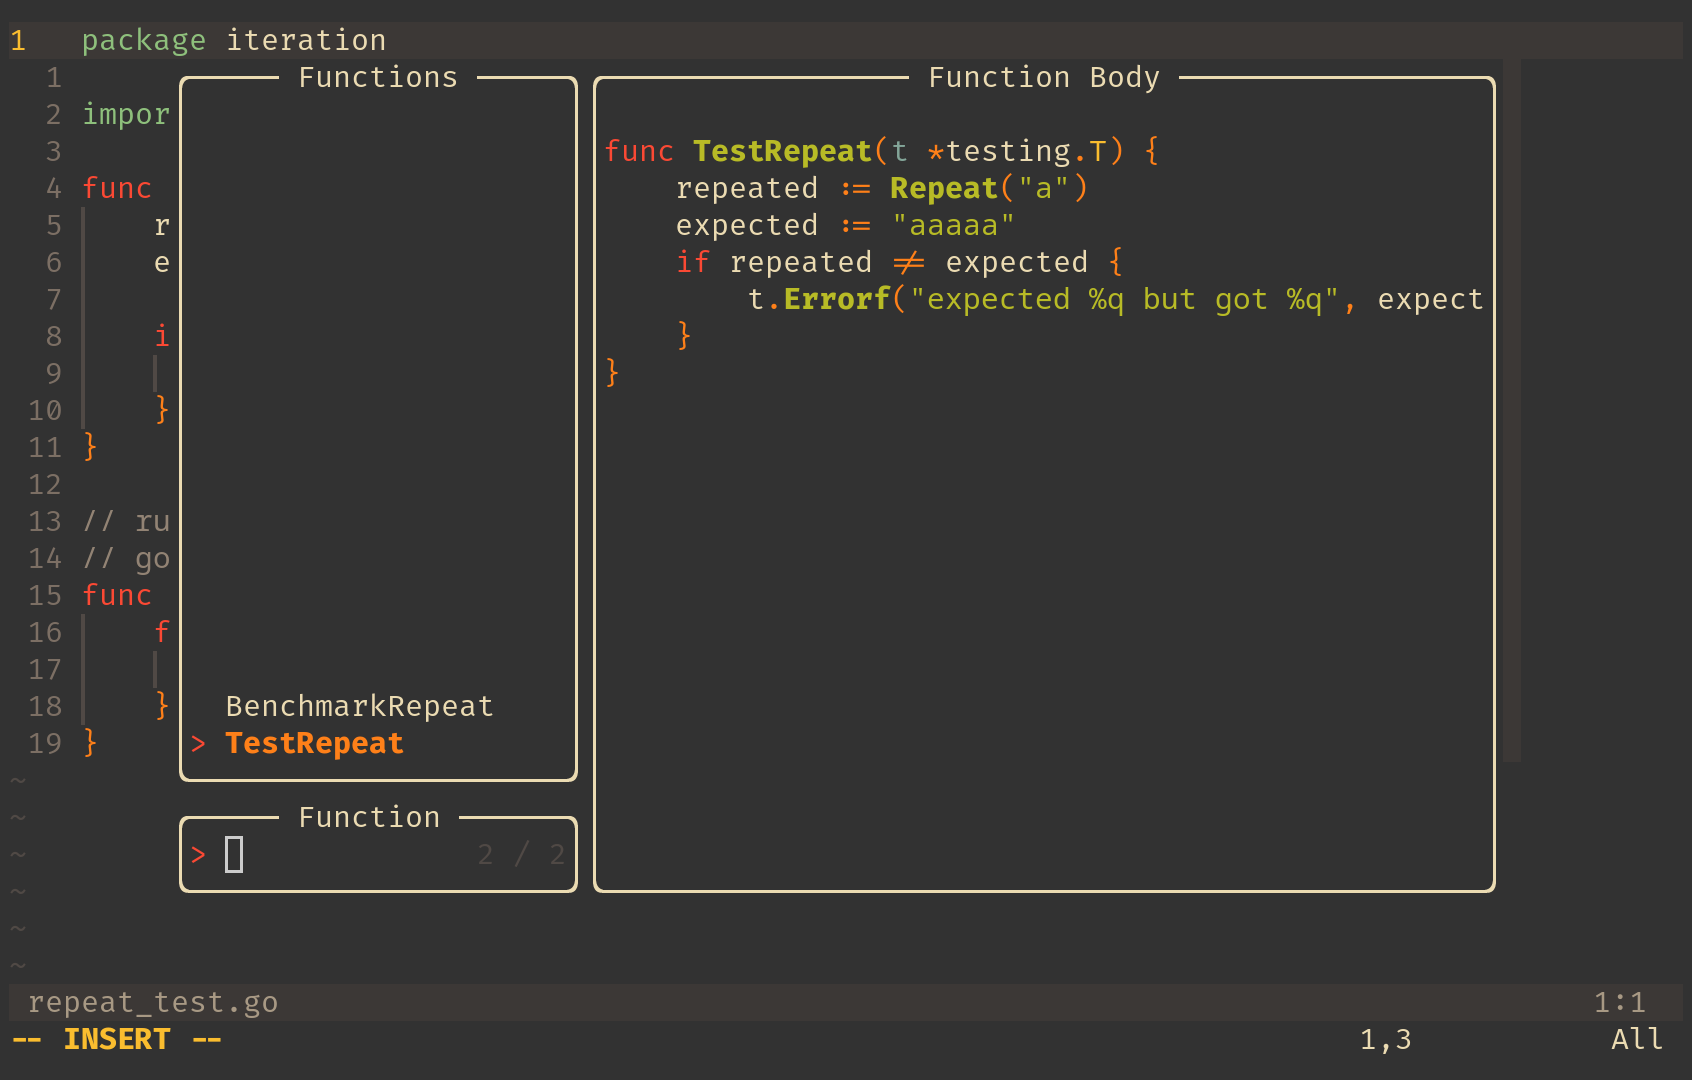 1 package iteration
1
2 impor
3
4 func
5 r
6 e
7
8 i
9
10 }
11 }
12
13 // ru
14 // go
15 func
16 f
17
18 }
19 }
~
~
~
~
~
~
Functions
BenchmarkRepeat
> TestRepeat
Function
> 2 / 2
Function Body
func TestRepeat(t *testing.T) {
repeated := Repeat("a")
expected := "aaaaa"
if repeated != expected {
t.Errorf("expected %q but got %q", expect
}
}
repeat_test.go 1:1
-- INSERT -- 1,3 All